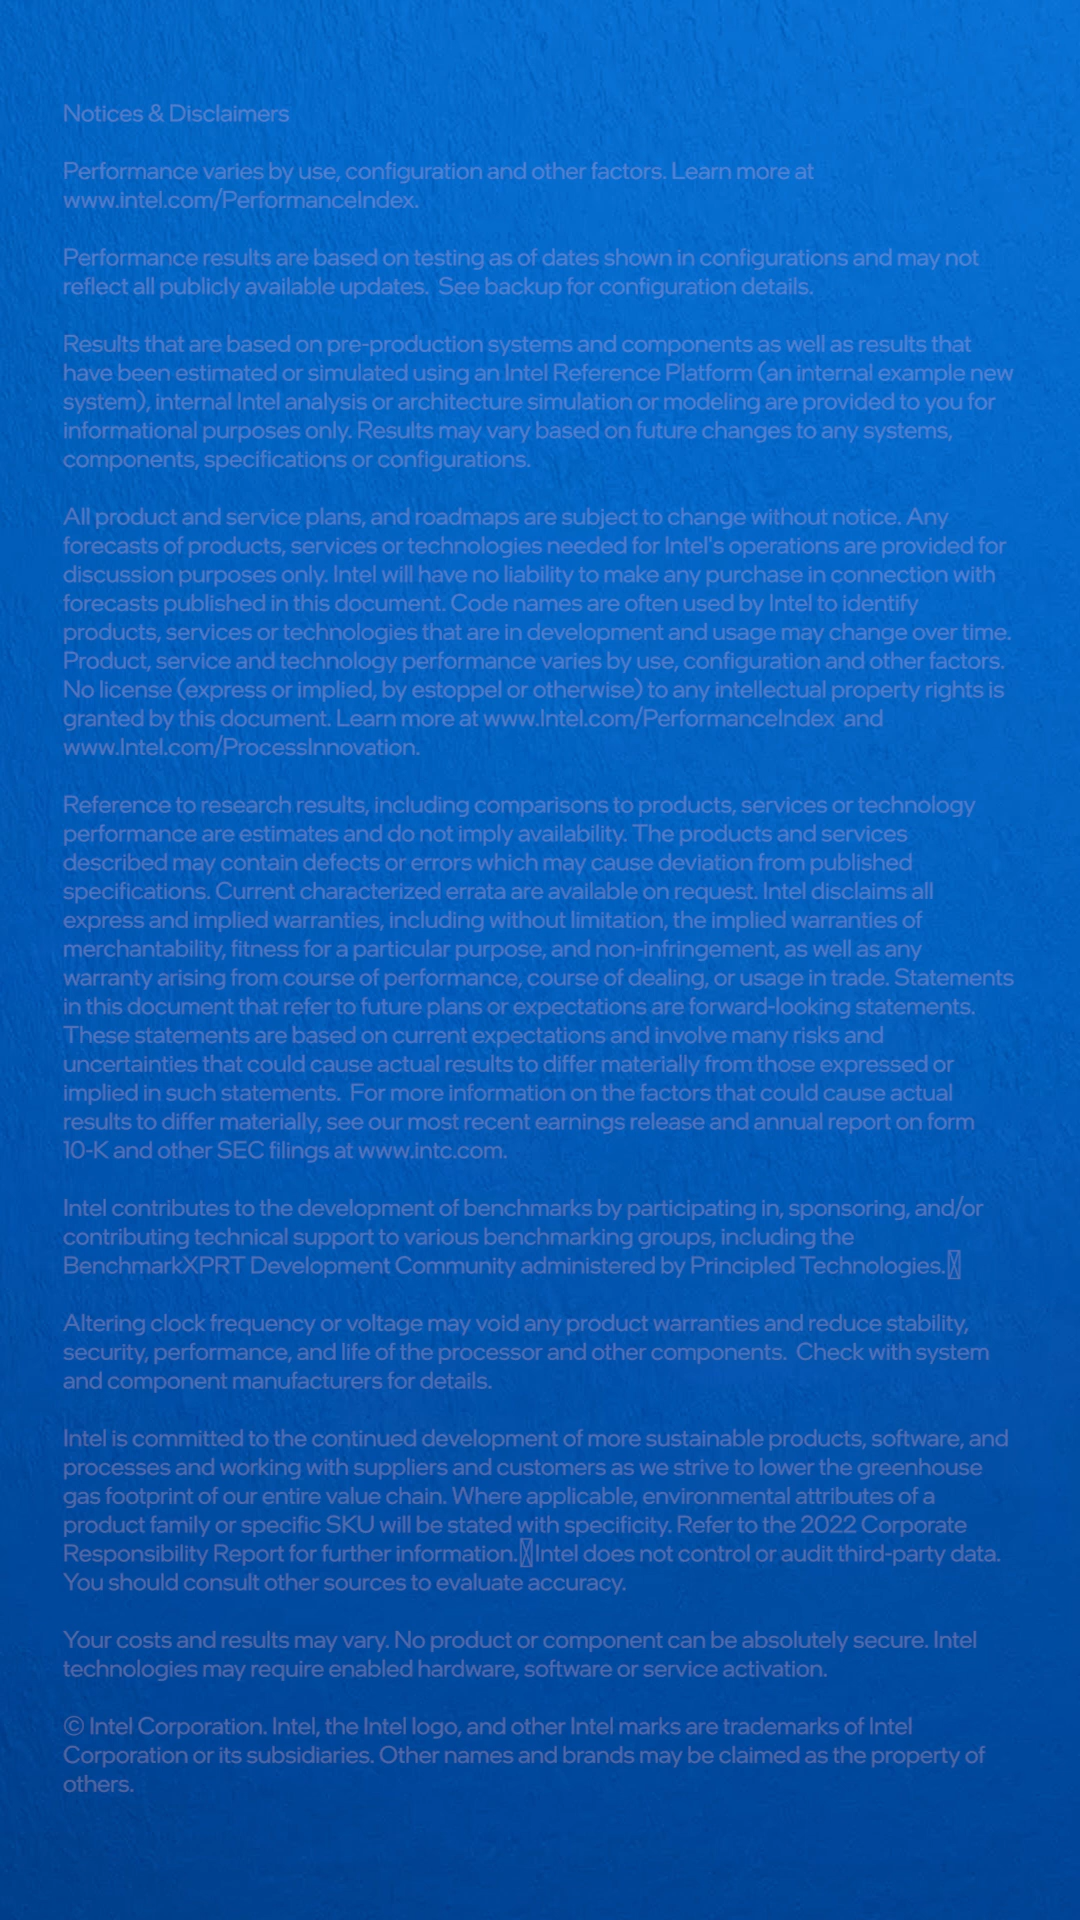 Notices & Disclaimers
Performance varies by use, configuration and other factors. Learn more at
www.intel.com/PerformanceIndex.
Performance results are based on testing as of dates shown in configurations and may not
reflect all publicly available updates.  See backup for configuration details.
Results that are based on pre-production systems and components as well as results that
have been estimated or simulated using an Intel Reference Platform (an internal example new
system), internal Intel analysis or architecture simulation or modeling are provided to you for
informational purposes only. Results may vary based on future changes to any systems,
components, specifications or configurations.
All product and service plans, and roadmaps are subject to change without notice. Any
forecasts of products, services or technologies needed for Intel's operations are provided for
discussion purposes only. Intel will have no liability to make any purchase in connection with
forecasts published in this document. Code names are often used by Intel to identify
products, services or technologies that are in development and usage may change over time.
Product, service and technology performance varies by use, configuration and other factors.
No license (express or implied, by estoppel or otherwise) to any intellectual property rights is
granted by this document. Learn more at www.Intel.com/PerformanceIndex  and
www.Intel.com/ProcessInnovation.
Reference to research results, including comparisons to products, services or technology
performance are estimates and do not imply availability. The products and services
described may contain defects or errors which may cause deviation from published
specifications. Current characterized errata are available on request. Intel disclaims all
express and implied warranties, including without limitation, the implied warranties of
merchantability, fitness for a particular purpose, and non-infringement, as well as any
warranty arising from course of performance, course of dealing, or usage in trade. Statements
in this document that refer to future plans or expectations are forward-looking statements.
These statements are based on current expectations and involve many risks and
uncertainties that could cause actual results to differ materially from those expressed or
implied in such statements.  For more information on the factors that could cause actual
results to differ materially, see our most recent earnings release and annual report on form
10-K and other SEC filings at www.intc.com.
Intel contributes to the development of benchmarks by participating in, sponsoring, and/or
contributing technical support to various benchmarking groups, including the
BenchmarkXPRT Development Community administered by Principled Technologies.
Altering clock frequency or voltage may void any product warranties and reduce stability,
security, performance, and life of the processor and other components.  Check with system
and component manufacturers for details.
Intel is committed to the continued development of more sustainable products, software, and
processes and working with suppliers and customers as we strive to lower the greenhouse
gas footprint of our entire value chain. Where applicable, environmental attributes of a
product family or specific SKU will be stated with specificity. Refer to the 2022 Corporate
Responsibility Report for further information. Intel does not control or audit third-party data.
You should consult other sources to evaluate accuracy.
Your costs and results may vary. No product or component can be absolutely secure. Intel
technologies may require enabled hardware, software or service activation.
© Intel Corporation. Intel, the Intel logo, and other Intel marks are trademarks of Intel
Corporation or its subsidiaries. Other names and brands may be claimed as the property of
others.